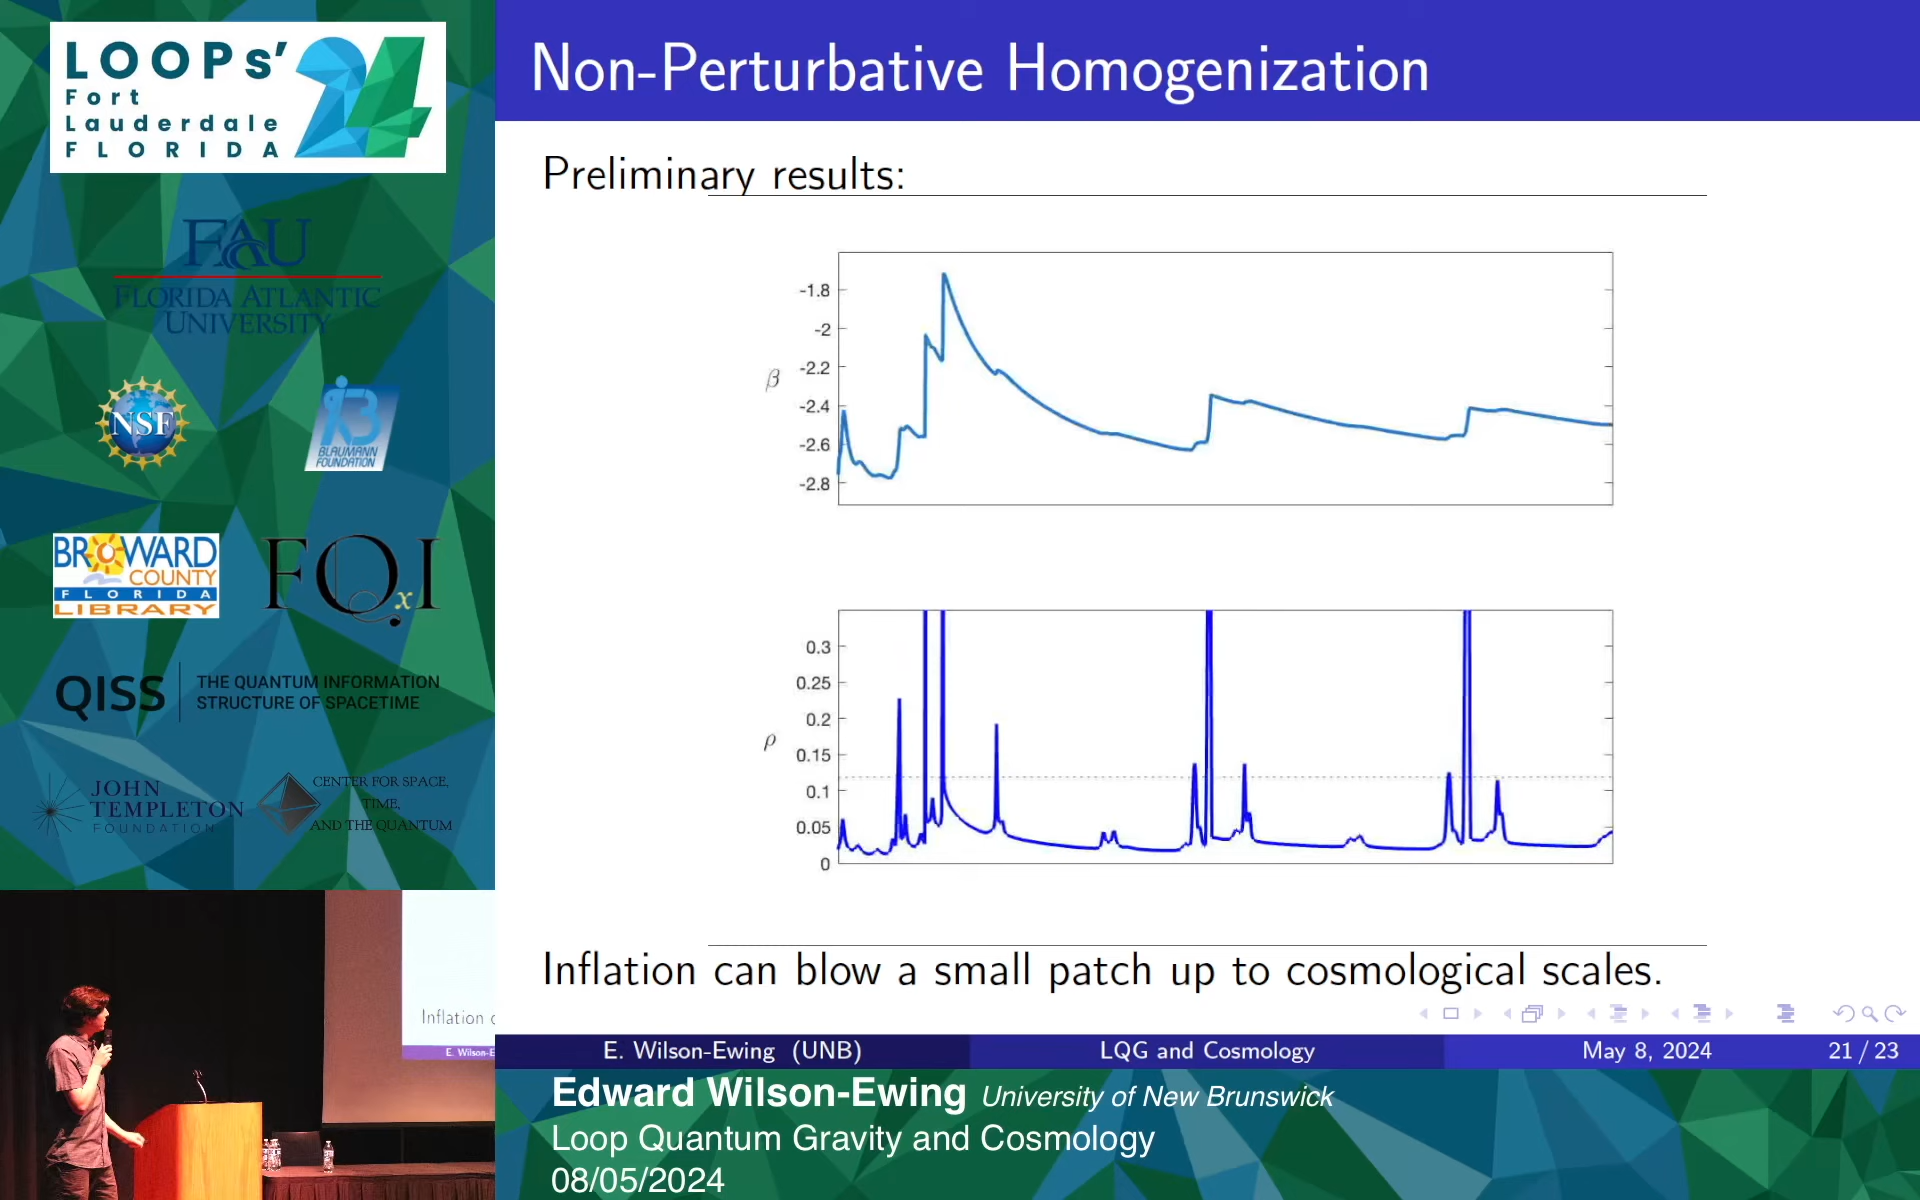 LOOPs'24
Fort
Lauderdale
FLORIDA
FAU
FLORIDA ATLANTIC
UNIVERSITY
NSF
BLAUMANN
FOUNDATION
BROWARD
COUNTY
FLORIDA
LIBRARY
FQxI
QISS
THE QUANTUM INFORMATION
STRUCTURE OF SPACETIME
JOHN
TEMPLETON
FOUNDATION
CENTER FOR SPACE,
TIME,
AND THE QUANTUM
Non-Perturbative Homogenization
Preliminary results:
-1.8
-2
-2.2
β
-2.4
-2.6
-2.8
0.3
0.25
0.2
ρ
0.15
0.1
0.05
0
Inflation can blow a small patch up to cosmological scales.
E. Wilson-Ewing (UNB)
LQG and Cosmology
May 8, 2024
21 / 23
Inflation c
E. Wilson-E
Edward Wilson-Ewing University of New Brunswick
Loop Quantum Gravity and Cosmology
08/05/2024